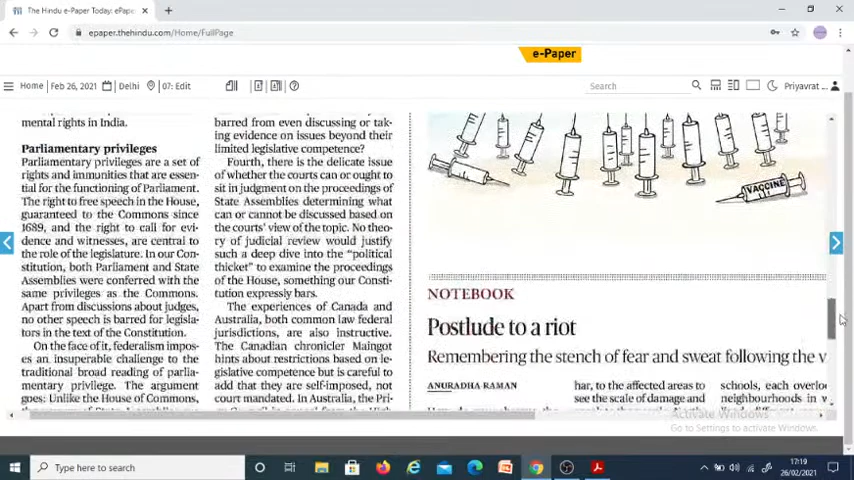 The Hindu e-Paper Today: ePape
epaper.thehindu.com/Home/FullPage
e-Paper
Home
Feb 26, 2021
Delhi
07: Edit
Search
Priyavrat ...
mental rights in India.
Parliamentary privileges
Parliamentary privileges are a set of
rights and immunities that are essen-
tial for the functioning of Parliament.
The right to free speech in the House,
guaranteed to the Commons since
1689, and the right to call for evi-
dence and witnesses, are central to
the role of the legislature. In our Con-
stitution, both Parliament and State
Assemblies were conferred with the
same privileges as the Commons.
Apart from discussions about judges,
no other speech is barred for legisla-
tors in the text of the Constitution.
On the face of it, federalism impos-
es an insuperable challenge to the
traditional broad reading of parlia-
mentary privilege. The argument
goes: Unlike the House of Commons,
barred from even discussing or tak-
ing evidence on issues beyond their
limited legislative competence?
Fourth, there is the delicate issue
of whether the courts can or ought to
sit in judgment on the proceedings of
State Assemblies determining what
can or cannot be discussed based on
the courts' view of the topic. No theo-
ry of judicial review would justify
such a deep dive into the "political
thicket" to examine the proceedings
of the House, something our Consti-
tution expressly bars.
The experiences of Canada and
Australia, both common law federal
jurisdictions, are also instructive.
The Canadian chronicler Maingot
hints about restrictions based on le-
gislative competence but is careful to
add that they are self-imposed, not
court mandated. In Australia, the Pri-
VACCINE
NOTEBOOK
Postlude to a riot
Remembering the stench of fear and sweat following the v
ANURADHA RAMAN
har, to the affected areas to
see the scale of damage and
schools, each overlo
neighbourhoods in w
Activate Windows
Go to Settings to activate Windows.
Type here to search
17:19
26/02/2021